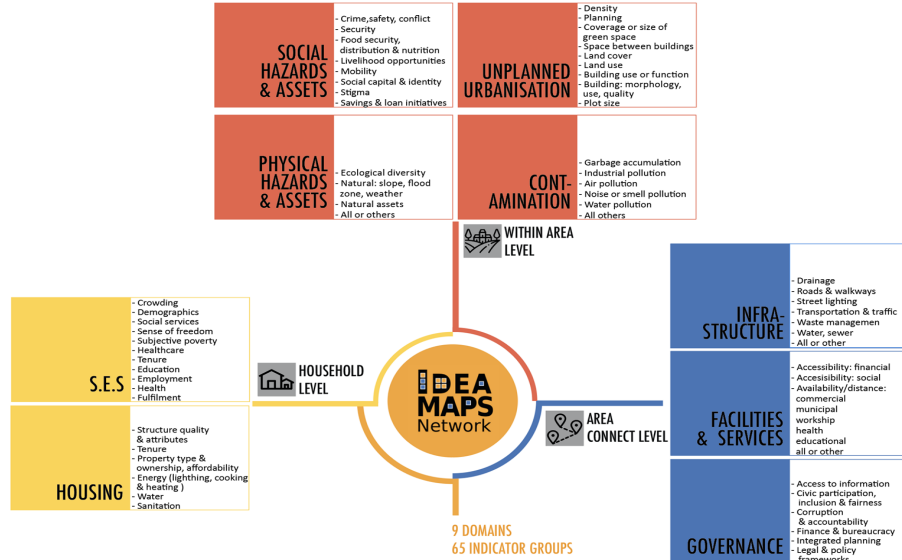 SOCIAL
HAZARDS
& ASSETS
- Crime,safety, conflict
- Security
- Food security,
distribution & nutrition
- Livelihood opportunities
- Mobility
- Social capital & identity
- Stigma
- Savings & loan initiatives
UNPLANNED
URBANISATION
- Density
- Planning
- Coverage or size of
green space
- Space between buildings
- Land cover
- Land use
- Building use or function
- Building: morphology,
use, quality
- Plot size
PHYSICAL
HAZARDS
& ASSETS
- Ecological diversity
- Natural: slope, flood
zone, weather
- Natural assets
- All or others
CONT-
AMINATION
- Garbage accumulation
- Industrial pollution
- Air pollution
- Noise or smell pollution
- Water pollution
- All others
WITHIN AREA
LEVEL
S.E.S
- Crowding
- Demographics
- Social services
- Sense of freedom
- Subjective poverty
- Healthcare
- Tenure
- Education
- Employment
- Health
- Fulfilment
HOUSING
- Structure quality
& attributes
- Tenure
- Property type &
ownership, affordability
- Energy (lighthing, cooking
& heating )
- Water
- Sanitation
HOUSEHOLD
LEVEL
IDEA
MAPS
Network
AREA
CONNECT LEVEL
INFRA-
STRUCTURE
- Drainage
- Roads & walkways
- Street lighting
- Transportation & traffic
- Waste managemen
- Water, sewer
- All or other
FACILITIES
& SERVICES
- Accessibility: financial
- Accesisibility: social
- Availability/distance:
commercial
municipal
workship
health
educational
all or other
GOVERNANCE
- Access to information
- Civic participation,
inclusion & fairness
- Corruption
& accountability
- Finance & bureaucracy
- Integrated planning
- Legal & policy
frameworks
9 DOMAINS
65 INDICATOR GROUPS